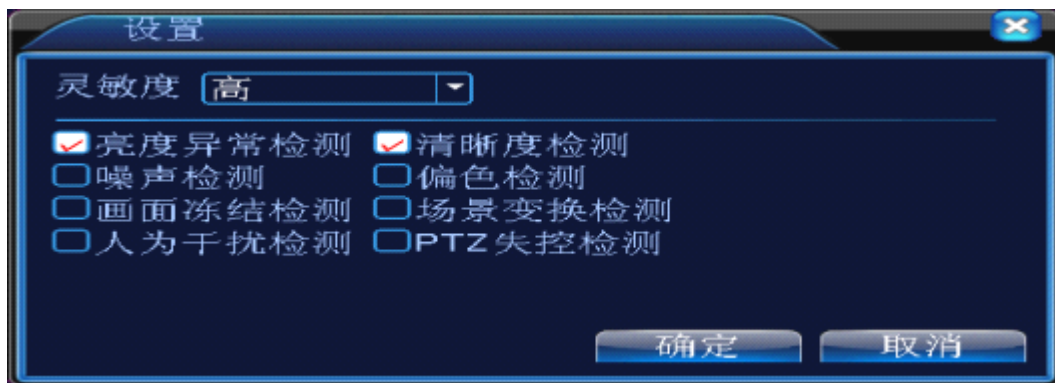 设置
灵敏度 高
亮度异常检测 清晰度检测
噪声检测 偏色检测
画面冻结检测 场景变换检测
人为干扰检测 PTZ失控检测
确定 取消